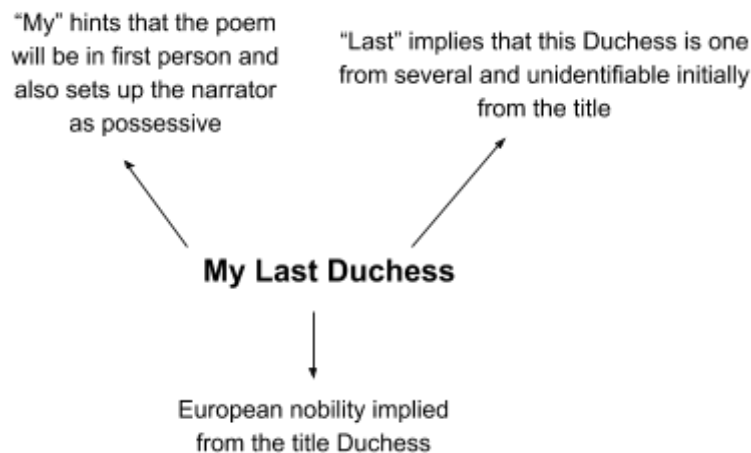 “My” hints that the poem
will be in first person and
also sets up the narrator
as possessive
“Last” implies that this Duchess is one
from several and unidentifiable initially
from the title
My Last Duchess
European nobility implied
from the title Duchess